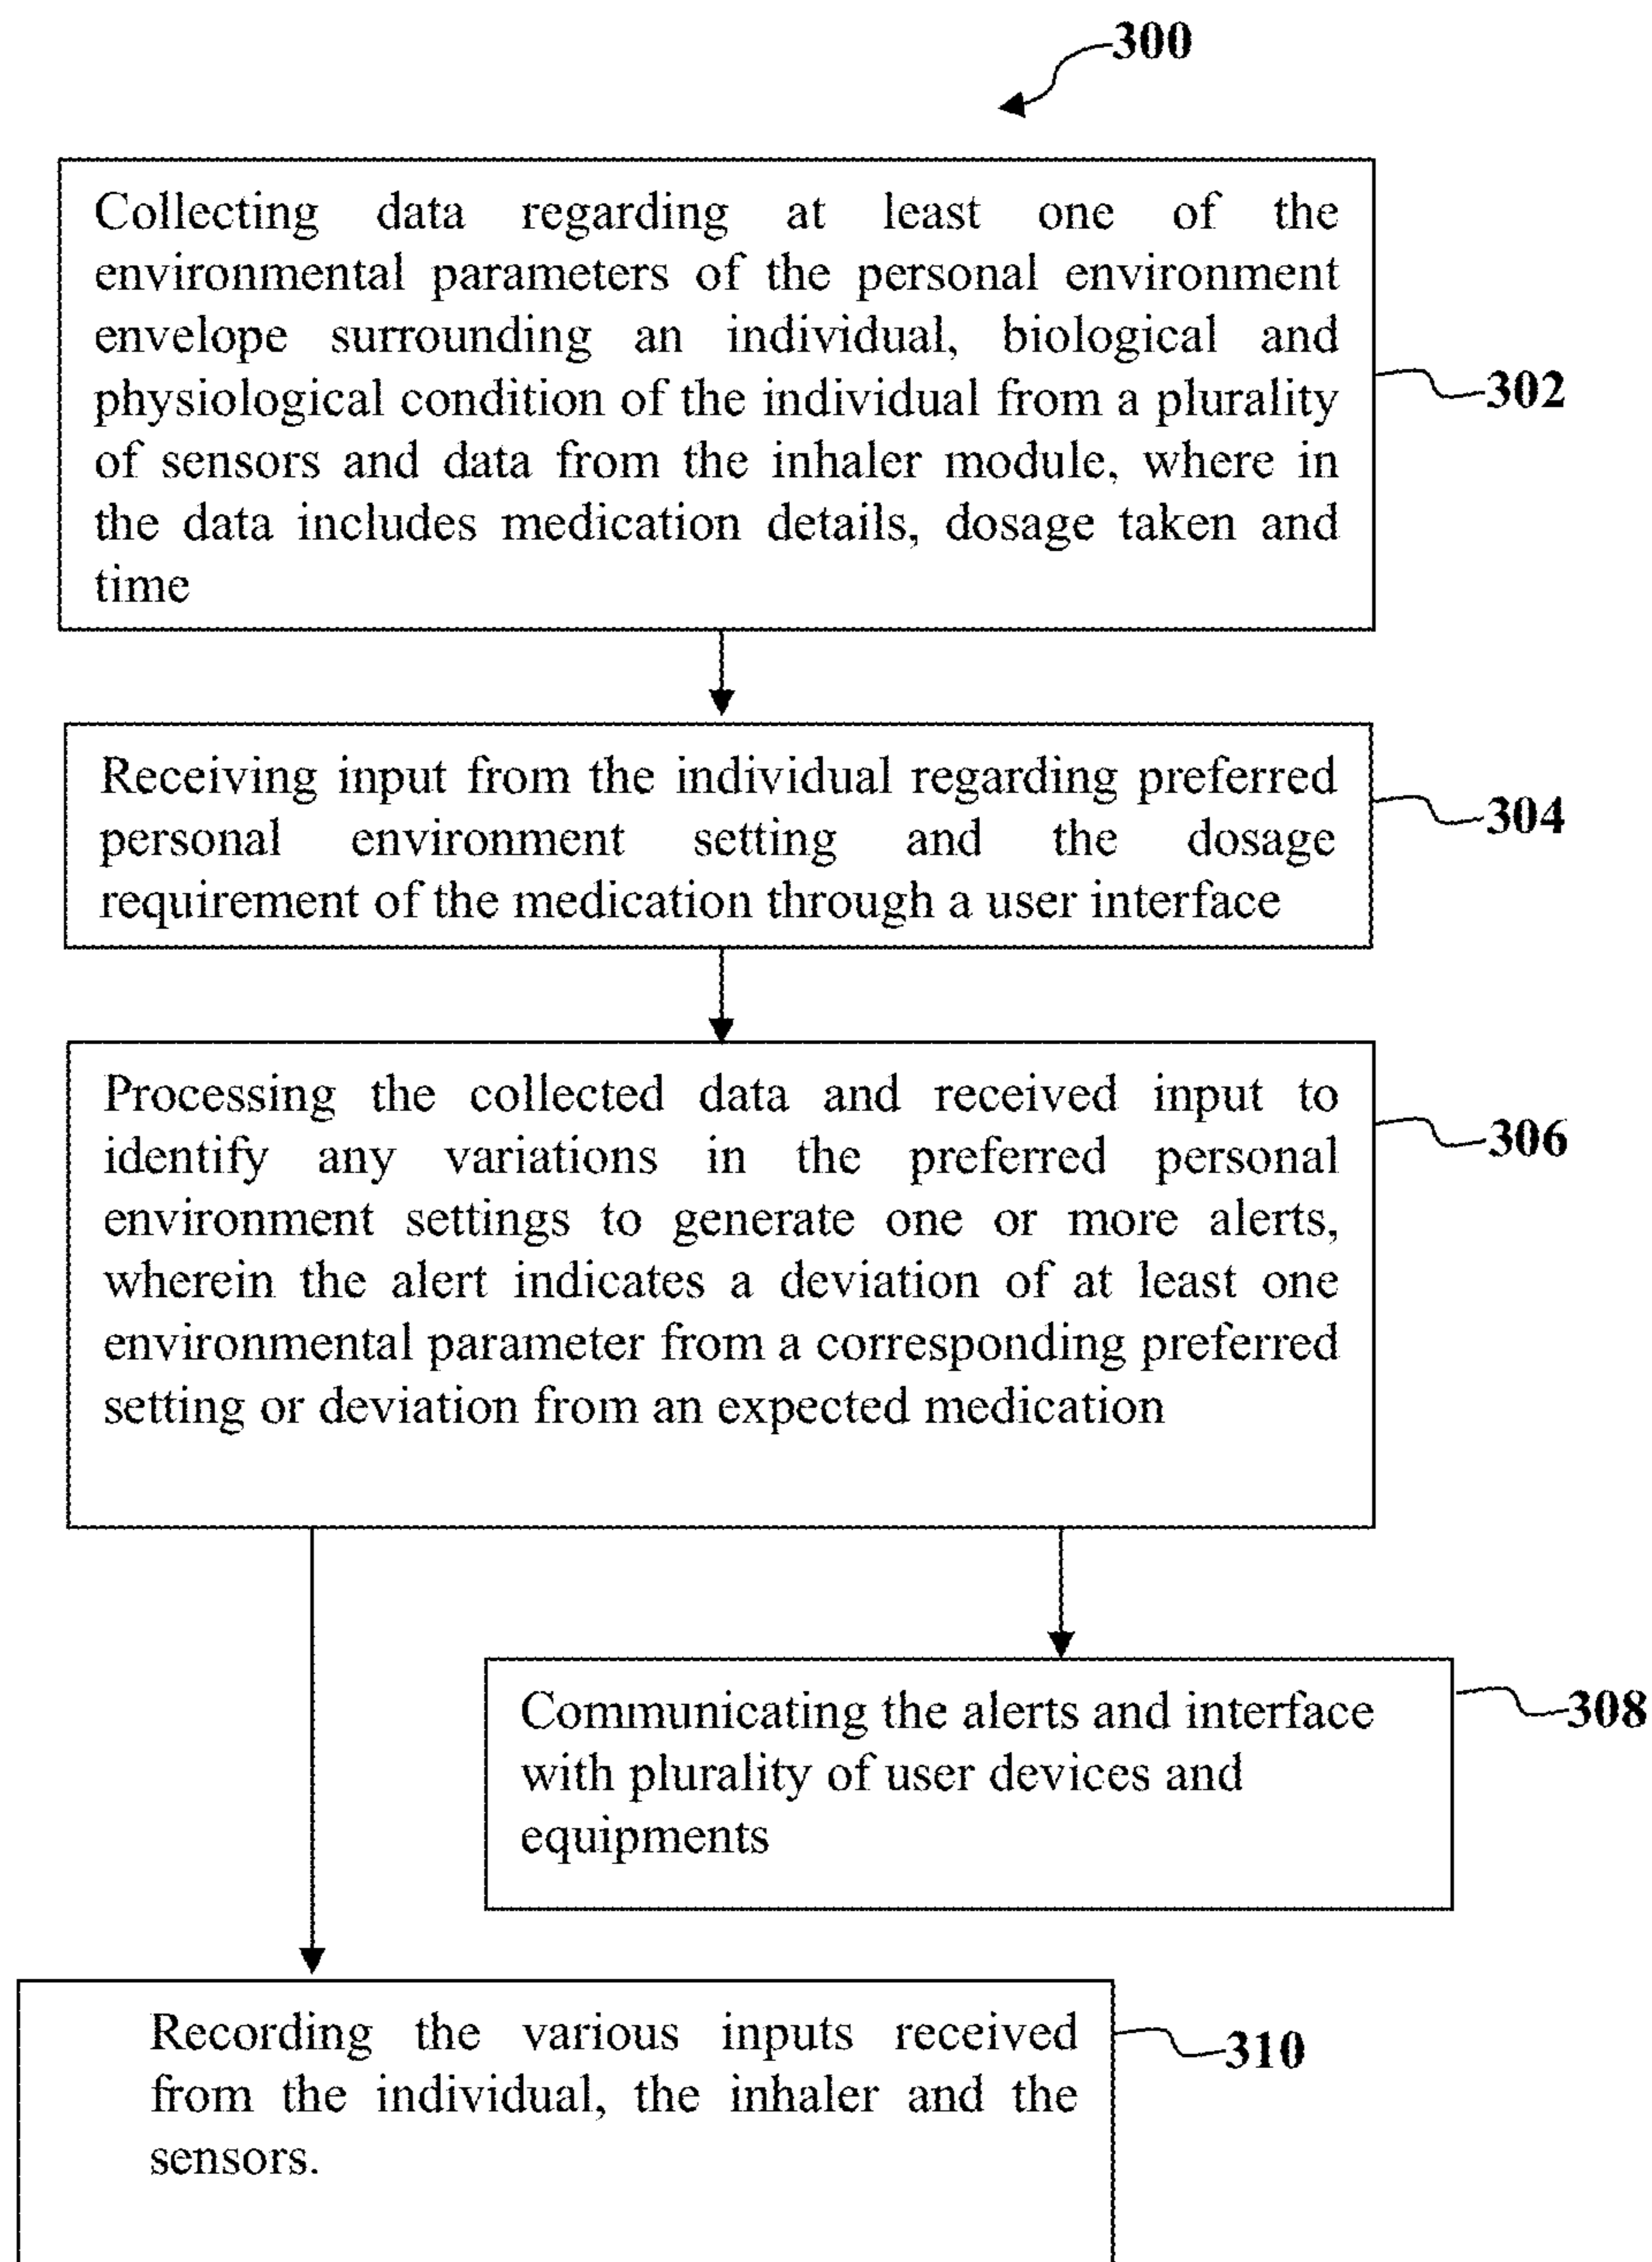 300
Collecting data regarding at least one of the
environmental parameters of the personal environment
envelope surrounding an individual, biological and
physiological condition of the individual from a plurality
of sensors and data from the inhaler module, where in
the data includes medication details, dosage taken and
time
302
Receiving input from the individual regarding preferred
personal environment setting and the dosage
requirement of the medication through a user interface
304
Processing the collected data and received input to
identify any variations in the preferred personal
environment settings to generate one or more alerts,
wherein the alert indicates a deviation of at least one
environmental parameter from a corresponding preferred
setting or deviation from an expected medication
306
Communicating the alerts and interface
with plurality of user devices and
equipments
308
Recording the various inputs received
from the individual, the inhaler and the
sensors.
310